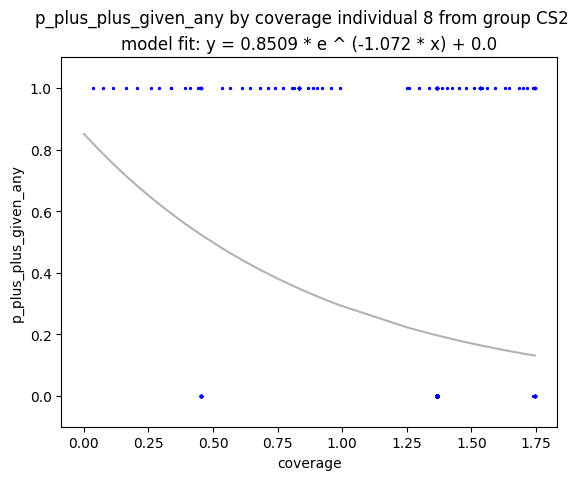 p_plus_plus_given_any by coverage individual 8 from group CS2
model fit: y = 0.8509 * e ^ (-1.072 * x) + 0.0
p_plus_plus_given_any
1.0
0.8
0.6
0.4
0.2
0.0
0.00 0.25 0.50 0.75 1.00 1.25 1.50 1.75
coverage